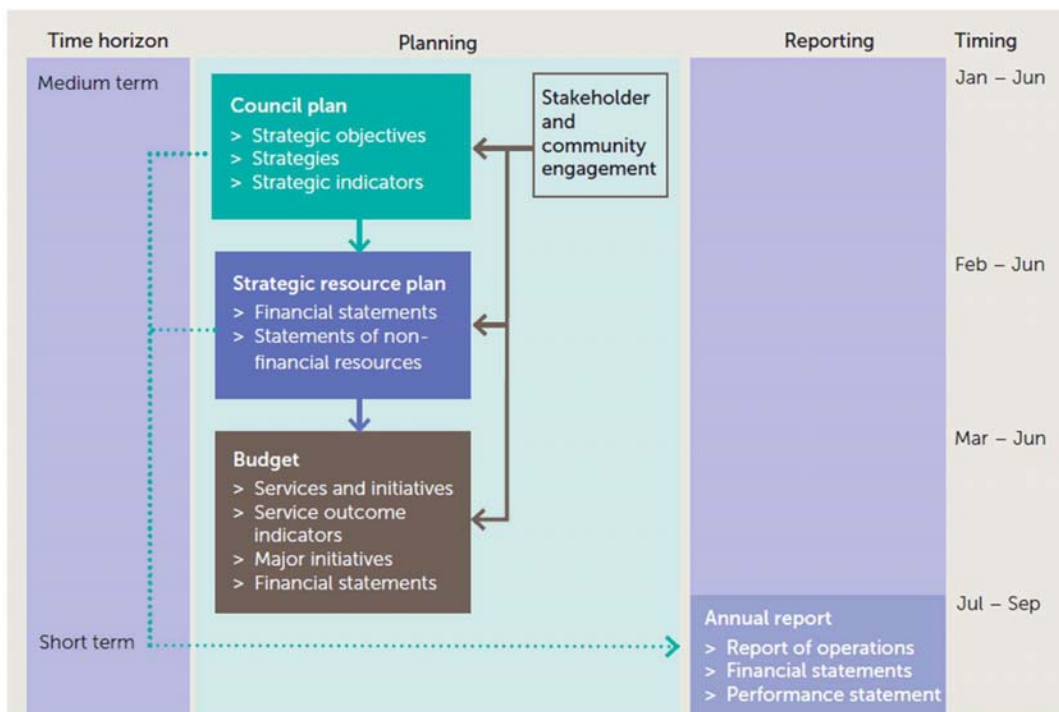 Time horizon
Planning
Reporting
Timing
Medium term
Jan – Jun
Council plan
> Strategic objectives
> Strategies
> Strategic indicators
Stakeholder
and
community
engagement
Feb – Jun
Strategic resource plan
> Financial statements
> Statements of non-
financial resources
Mar – Jun
Budget
> Services and initiatives
> Service outcome
indicators
> Major initiatives
> Financial statements
Jul – Sep
Short term
Annual report
> Report of operations
> Financial statements
> Performance statement